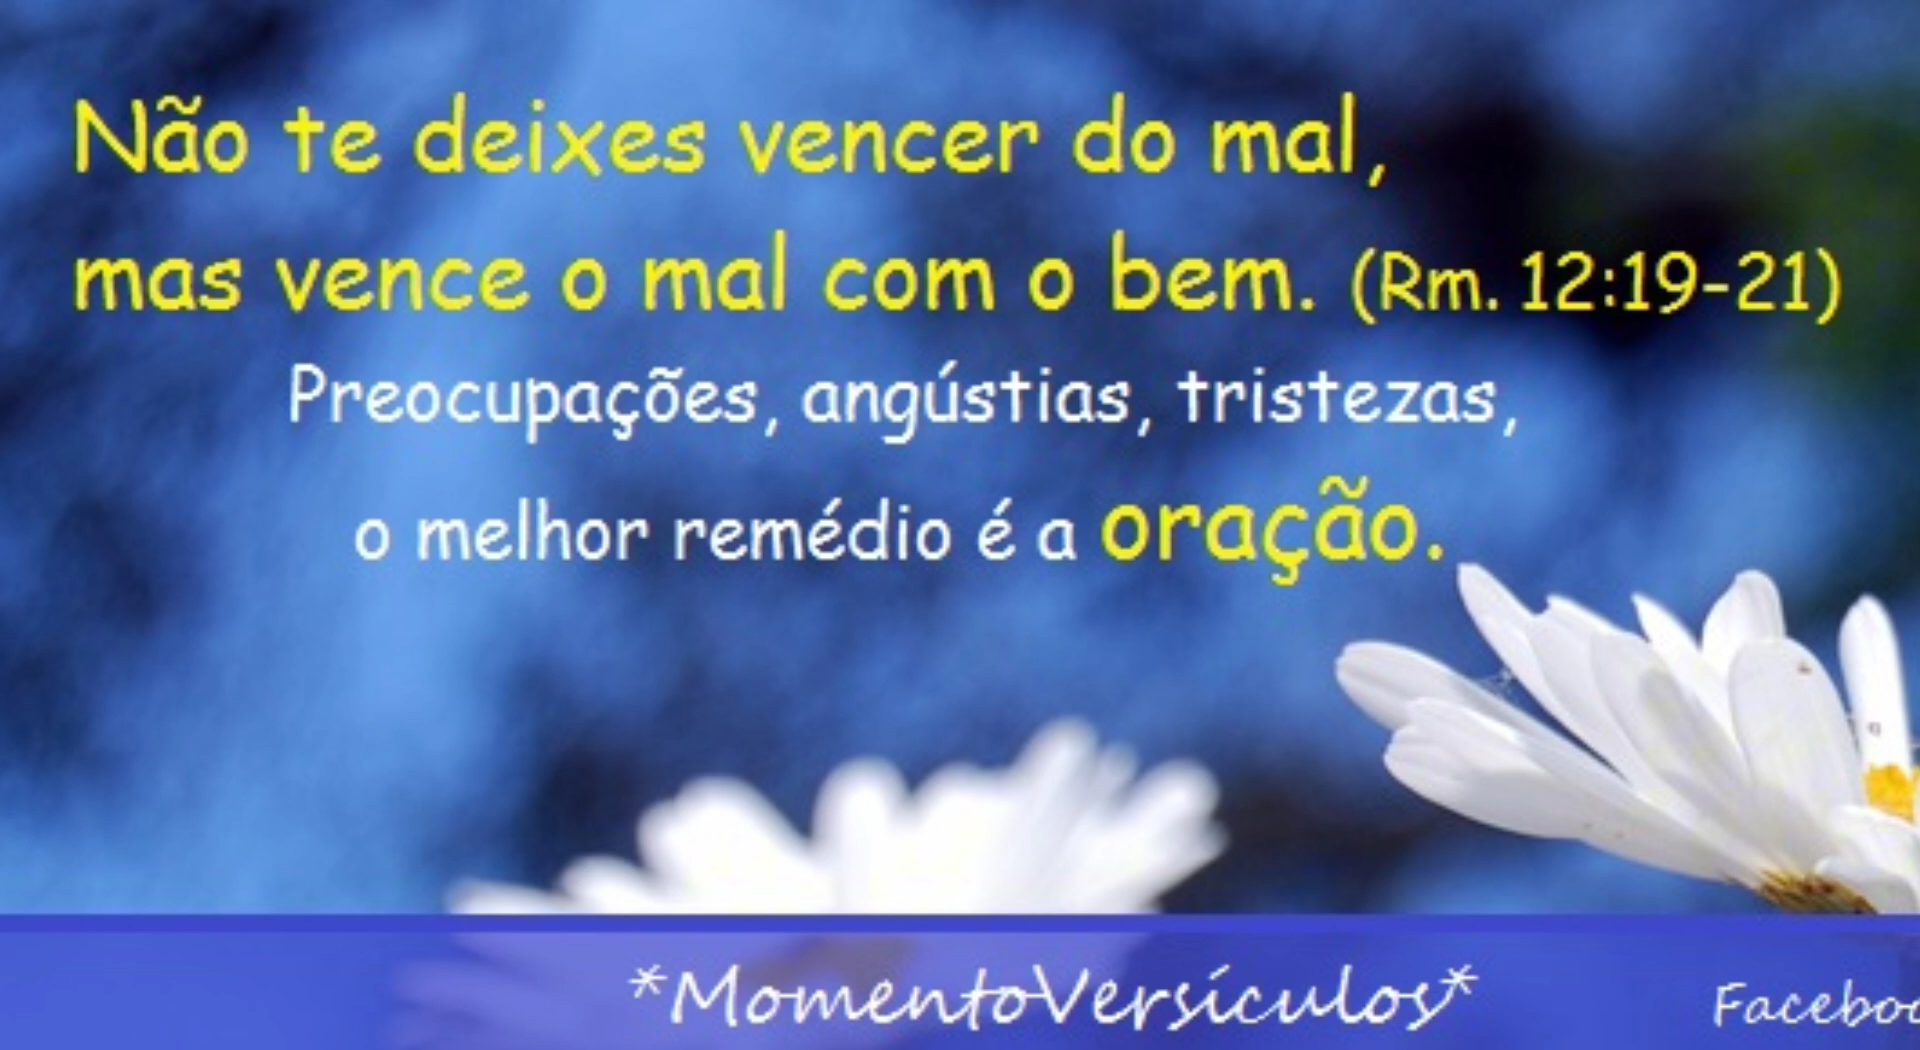 Não te deixes vencer do mal,
mas vence o mal com o bem. (Rm. 12:19-21)
Preocupações, angústias, tristezas,
o melhor remédio é a oração.
*MomentoVersículos*